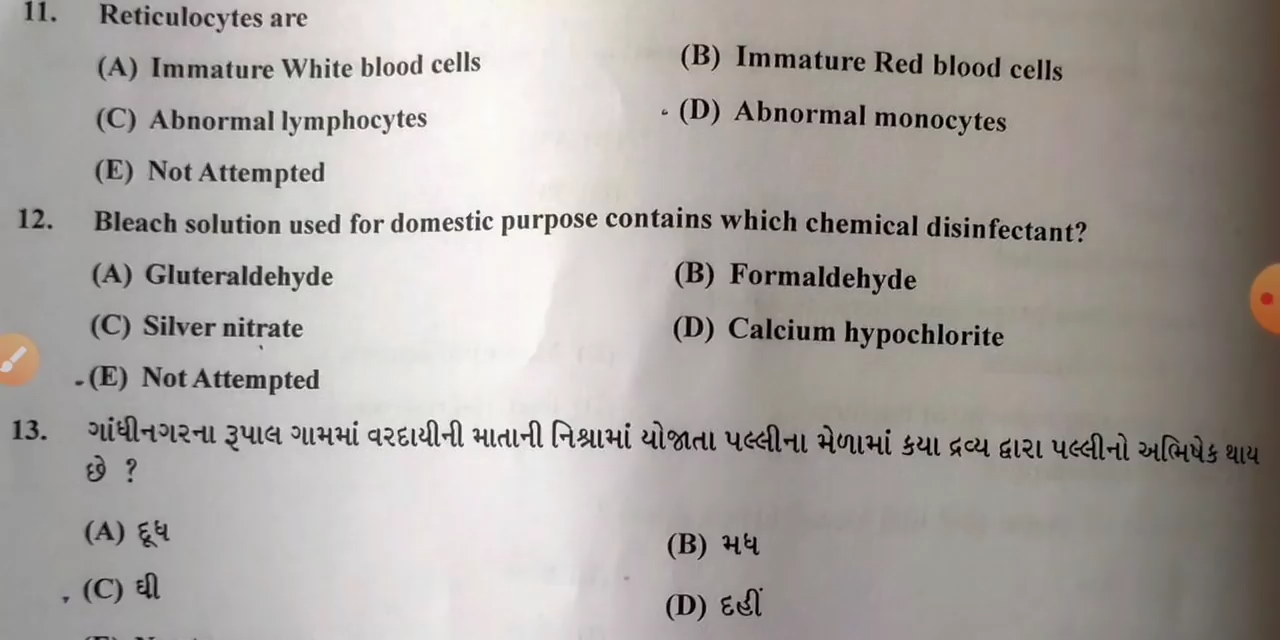 11. Reticulocytes are
(A) Immature White blood cells (B) Immature Red blood cells
(C) Abnormal lymphocytes (D) Abnormal monocytes
(E) Not Attempted
12. Bleach solution used for domestic purpose contains which chemical disinfectant?
(A) Gluteraldehyde (B) Formaldehyde
(C) Silver nitrate (D) Calcium hypochlorite
(E) Not Attempted
13. ગાંધીનગરના રૂપાલ ગામમાં વરદાયીની માતાની નિશ્રામાં યોજાતા પલ્લીના મેળામાં કયા દ્રવ્ય દ્વારા પલ્લીનો અભિષેક થાય
છે ?
(A) દૂધ (B) મધ
(C) ઘી (D) દહીં